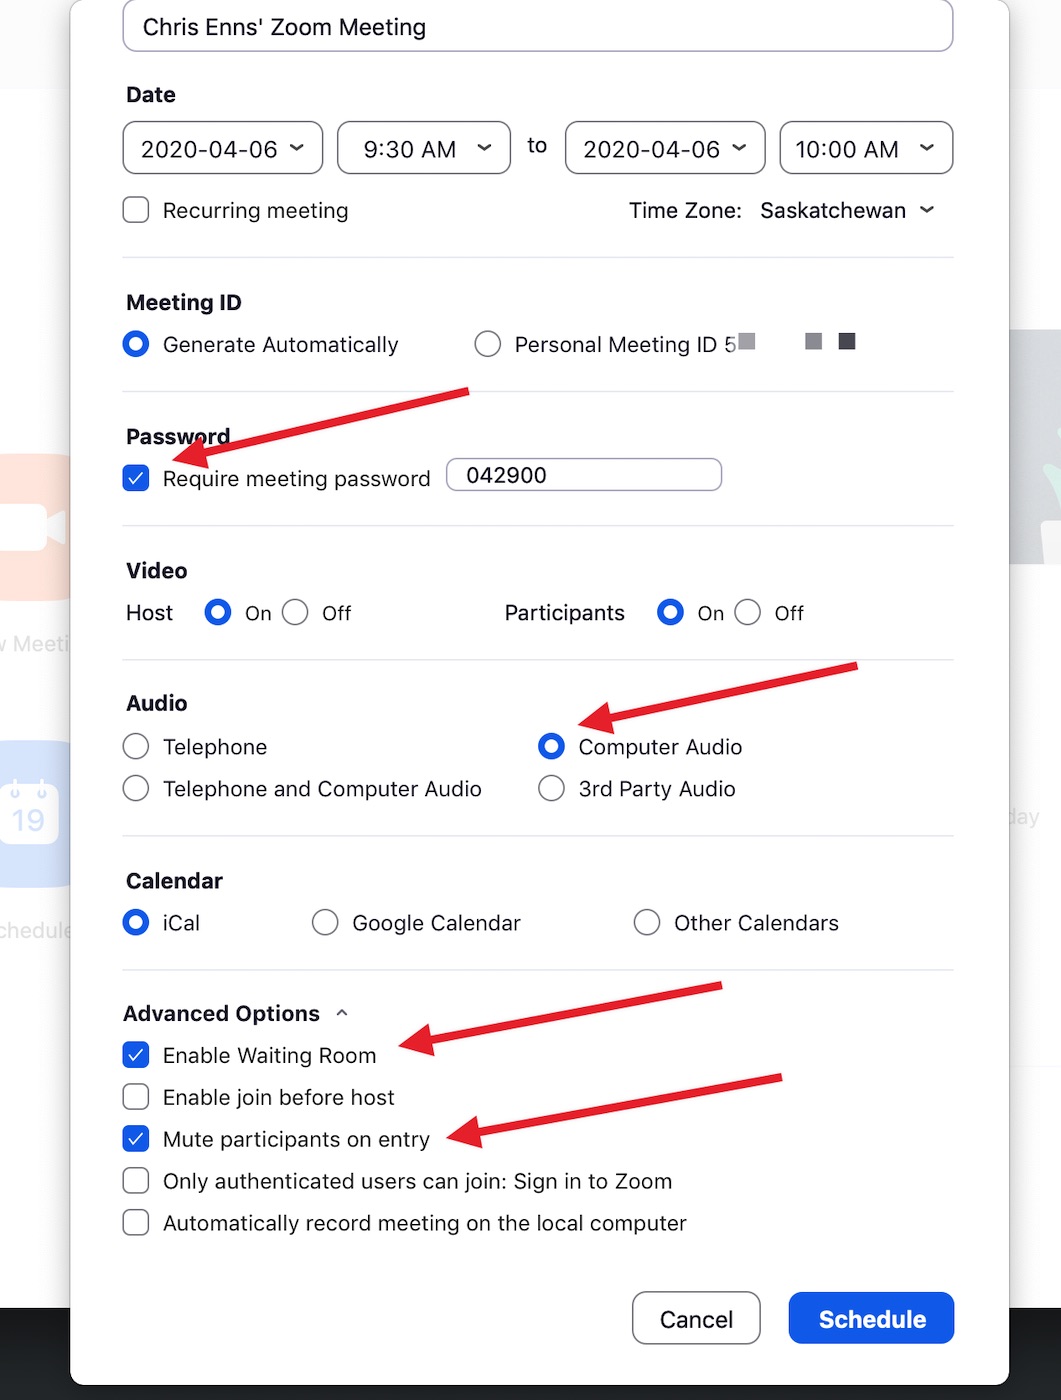 Chris Enns' Zoom Meeting
Date
2020-04-06 9:30 AM to 2020-04-06 10:00 AM
Recurring meeting Time Zone: Saskatchewan
Meeting ID
Generate Automatically Personal Meeting ID 5
Password
Require meeting password 042900
Video
Host On Off Participants On Off
w Meeti
Audio
Telephone Computer Audio
Telephone and Computer Audio 3rd Party Audio
19
day
Calendar
iCal Google Calendar Other Calendars
chedule
Advanced Options
Enable Waiting Room
Enable join before host
Mute participants on entry
Only authenticated users can join: Sign in to Zoom
Automatically record meeting on the local computer
Cancel Schedule